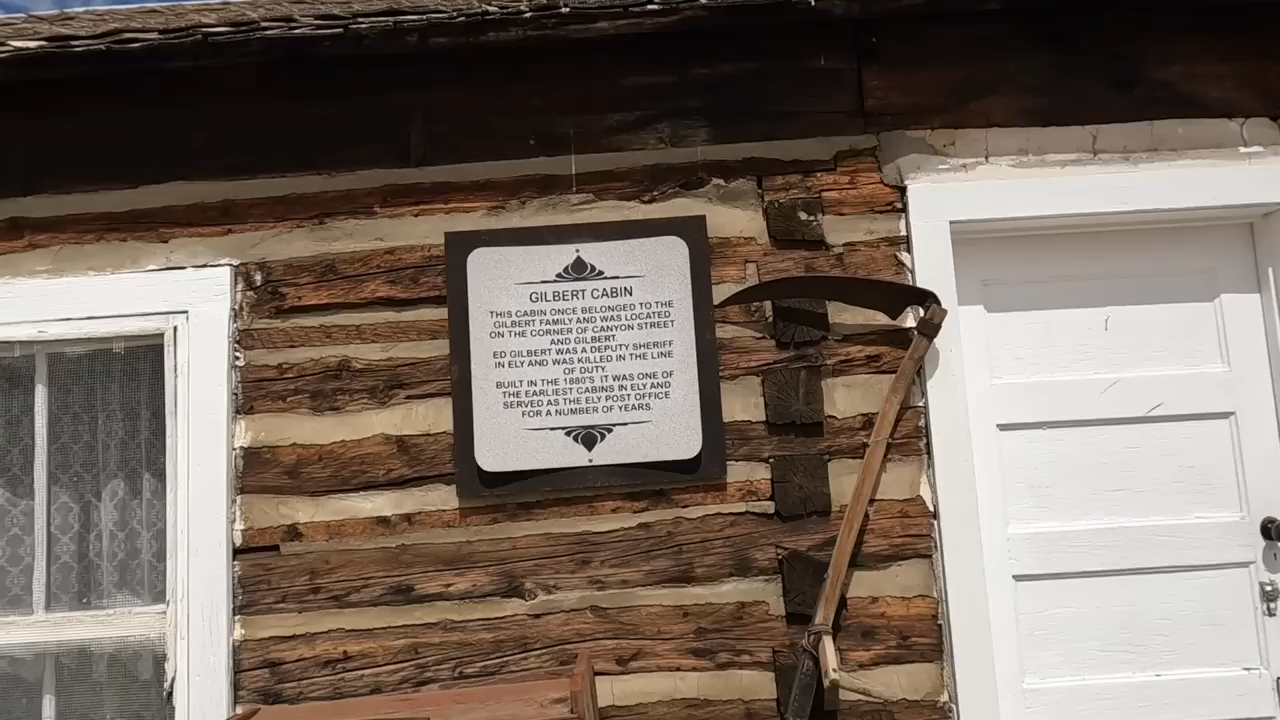 GILBERT CABIN
THIS CABIN ONCE BELONGED TO THE
GILBERT FAMILY AND WAS LOCATED
ON THE CORNER OF CANYON STREET
AND GILBERT.
ED GILBERT WAS A DEPUTY SHERIFF
IN ELY AND WAS KILLED IN THE LINE
OF DUTY.
BUILT IN THE 1880'S IT WAS ONE OF
THE EARLIEST CABINS IN ELY AND
SERVED AS THE ELY POST OFFICE
FOR A NUMBER OF YEARS.